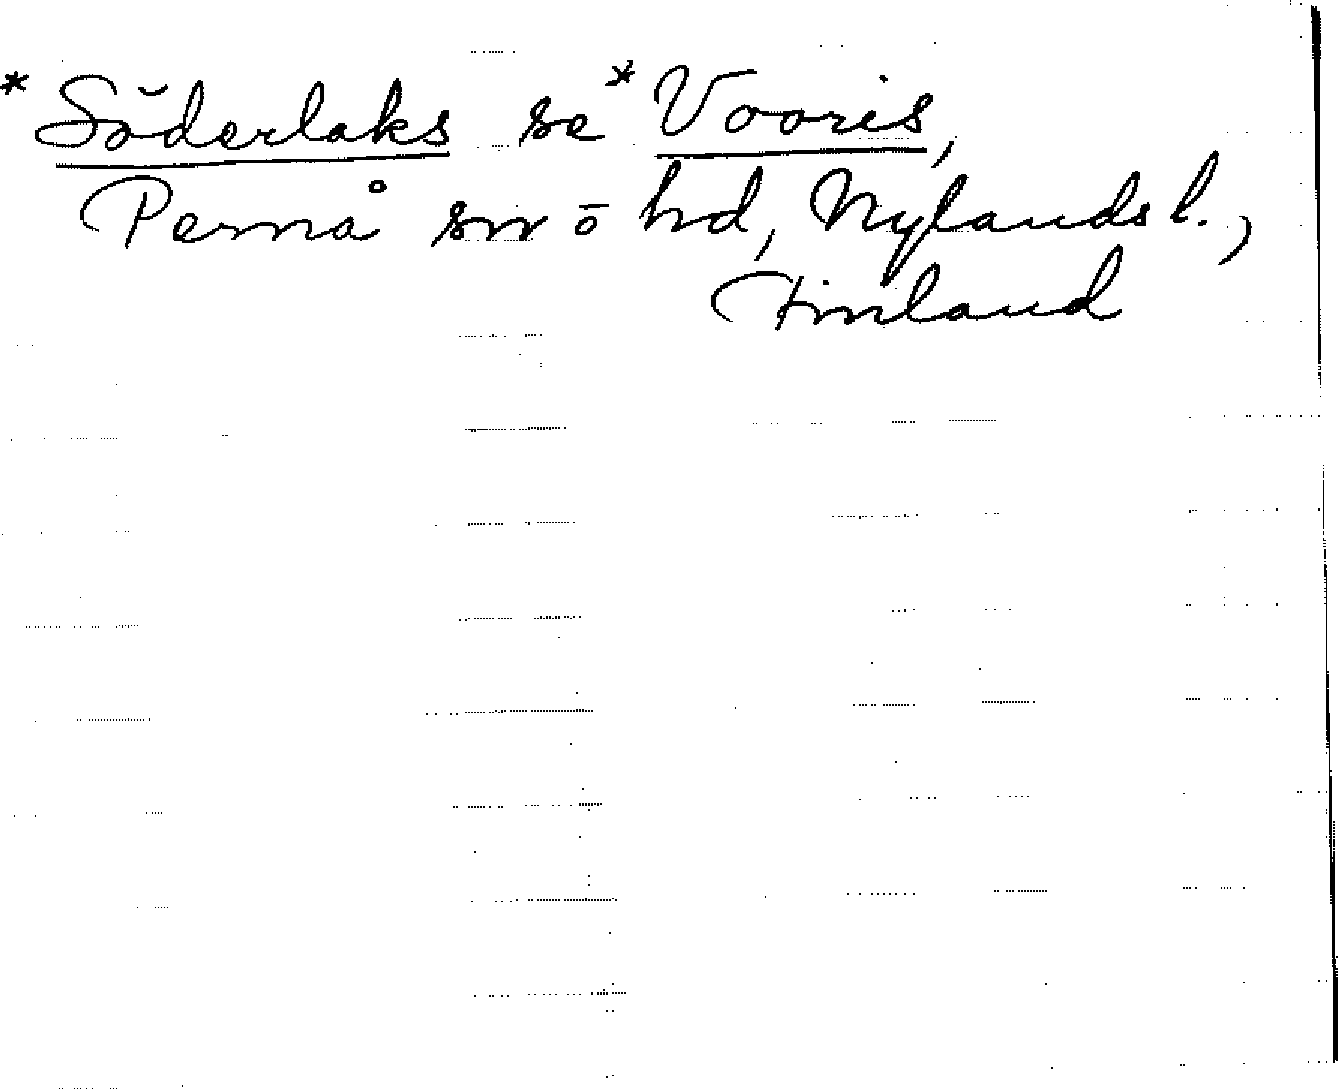 * Söderlaks se * Vooris,
Pernå sn o hd, Nylands l.,
Finland